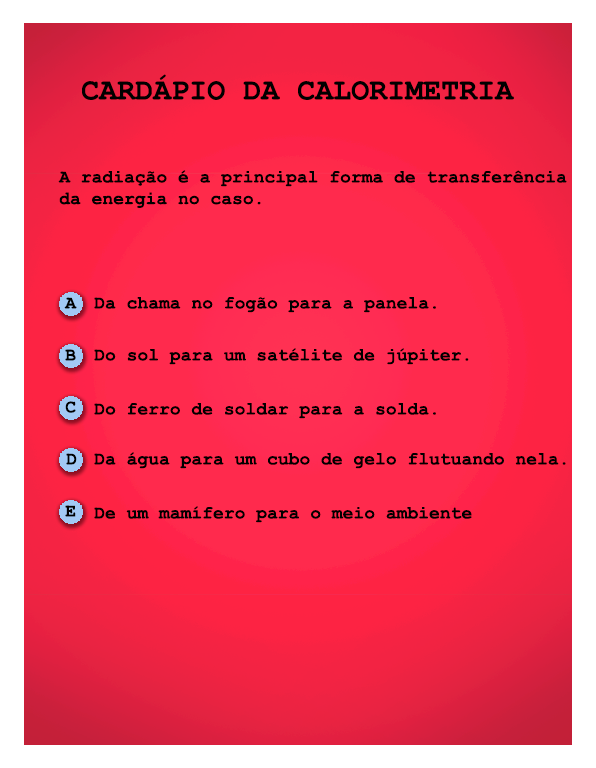 CARDÁPIO DA CALORIMETRIA
A radiação é a principal forma de transferência
da energia no caso.
A Da chama no fogão para a panela.
B Do sol para um satélite de júpiter.
C Do ferro de soldar para a solda.
D Da água para um cubo de gelo flutuando nela.
E De um mamífero para o meio ambiente